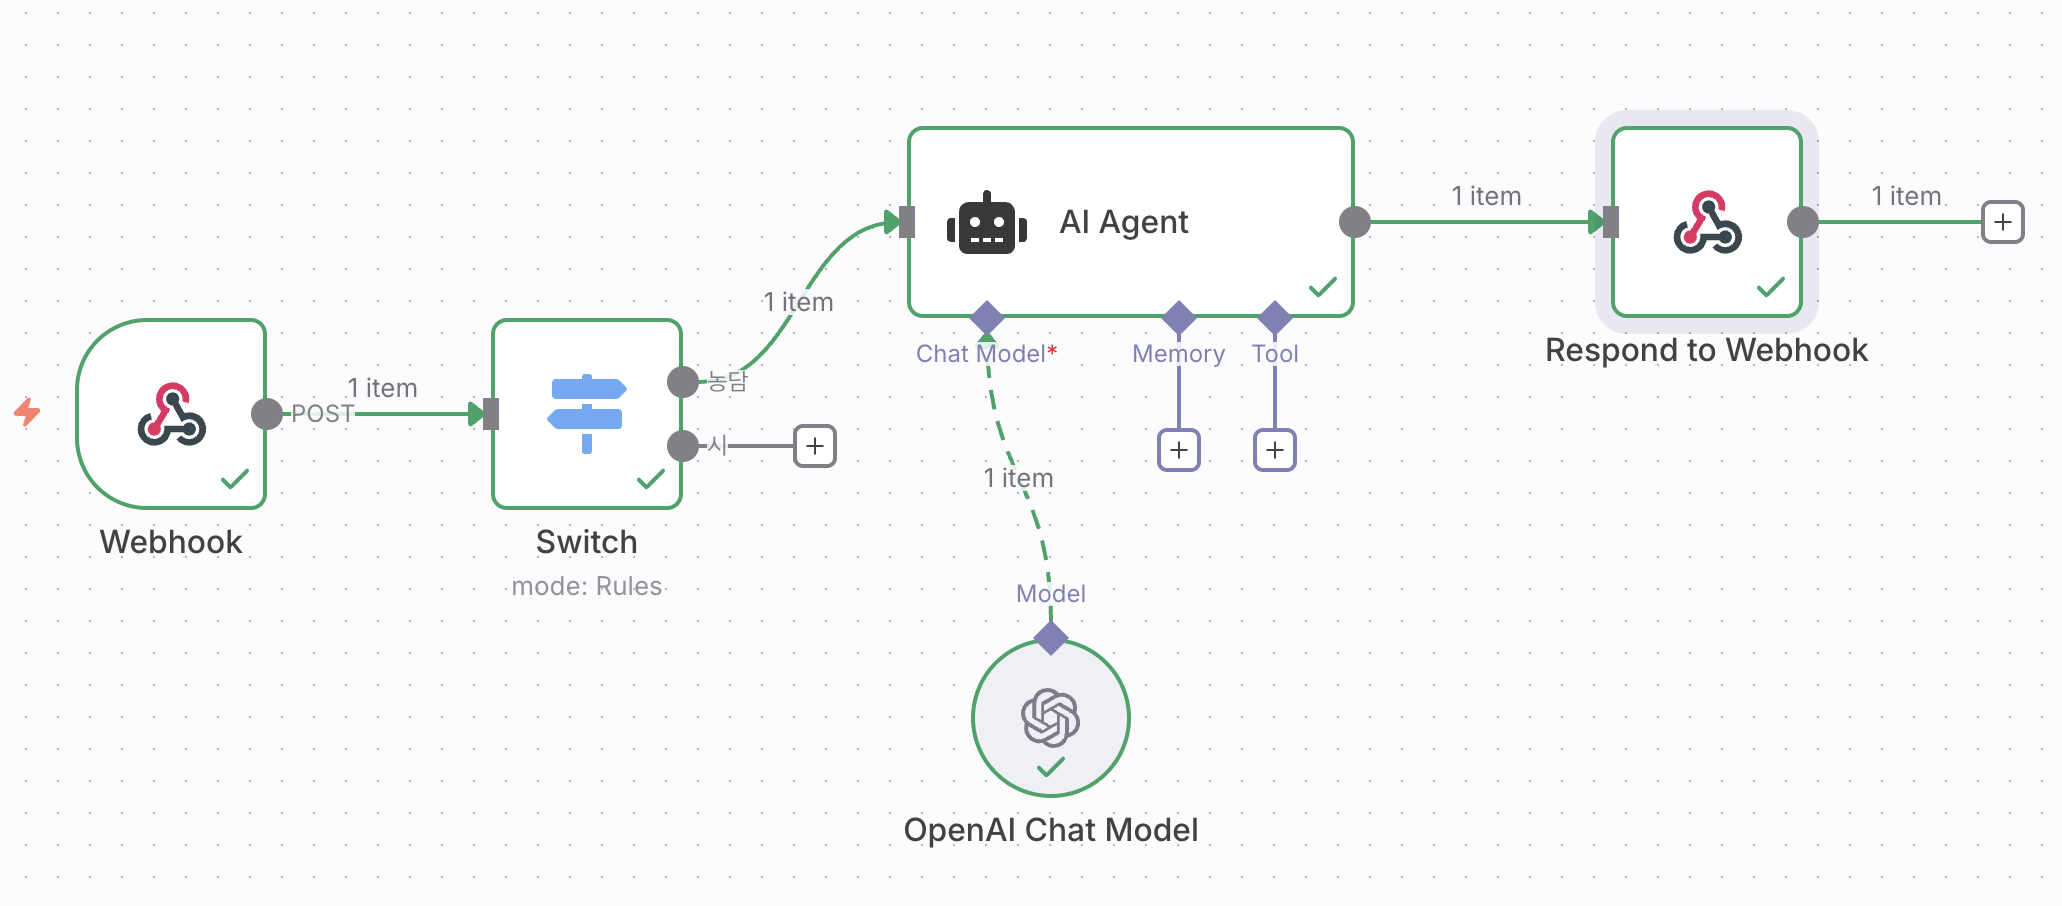 1 item
POST
Webhook
Switch
mode: Rules
농담
시
1 item
AI Agent
Chat Model*
Memory
Tool
1 item
Model
OpenAI Chat Model
1 item
Respond to Webhook
1 item